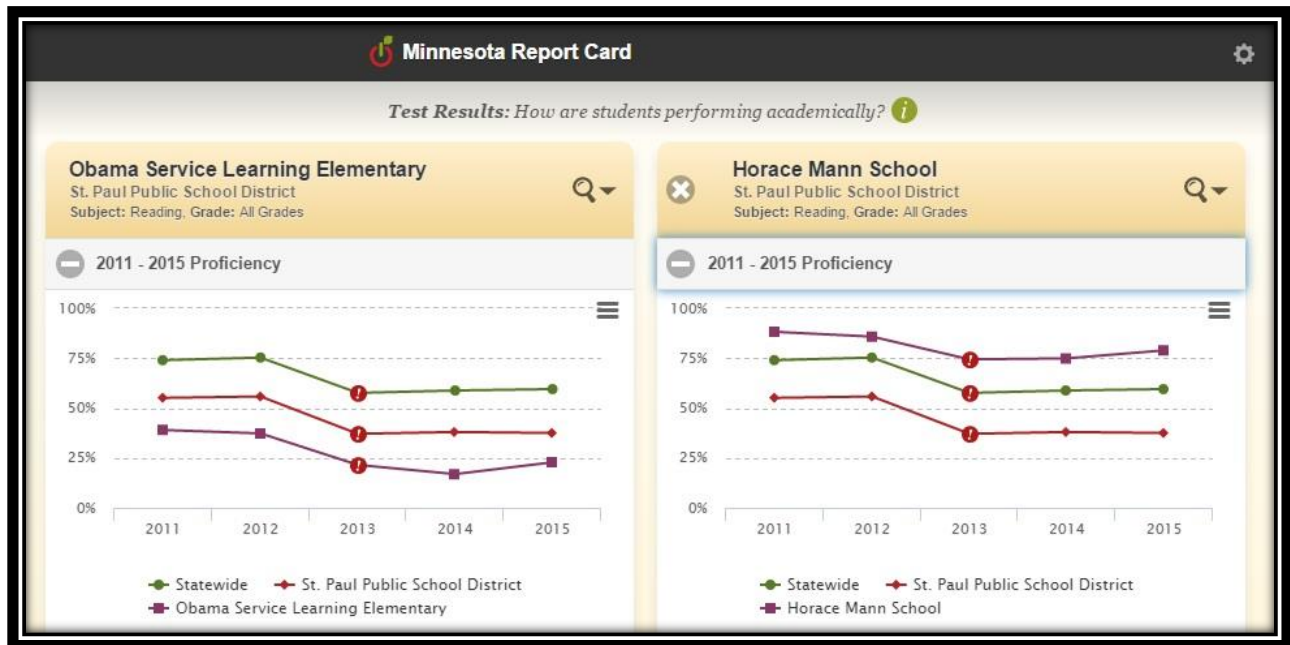 Minnesota Report Card
Test Results: How are students performing academically? i
Obama Service Learning Elementary
St. Paul Public School District
Subject: Reading, Grade: All Grades
2011 - 2015 Proficiency
100%
75%
50%
25%
0%
2011 2012 2013 2014 2015
Statewide St. Paul Public School District
Obama Service Learning Elementary
Horace Mann School
St. Paul Public School District
Subject: Reading, Grade: All Grades
2011 - 2015 Proficiency
100%
75%
50%
25%
0%
2011 2012 2013 2014 2015
Statewide St. Paul Public School District
Horace Mann School